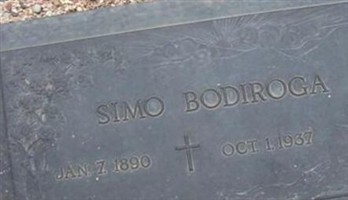 SIMO BODIROGA
JAN 7 1890 OCT 1, 1937